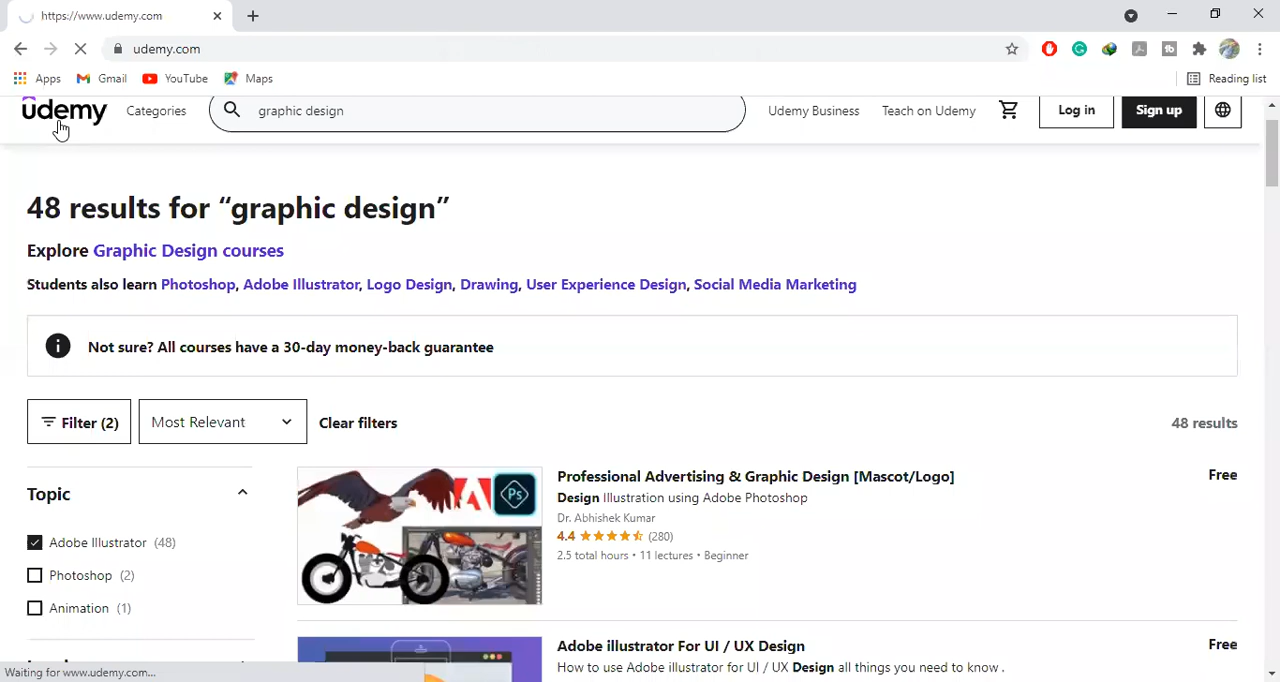 https://www.udemy.com
udemy.com
Apps Gmail YouTube Maps Reading list
udemy Categories graphic design Udemy Business Teach on Udemy Log in Sign up
48 results for “graphic design”
Explore Graphic Design courses
Students also learn Photoshop, Adobe Illustrator, Logo Design, Drawing, User Experience Design, Social Media Marketing
Not sure? All courses have a 30-day money-back guarantee
Filter (2) Most Relevant Clear filters 48 results
Topic
Adobe Illustrator (48)
Photoshop (2)
Animation (1)
Ps
Professional Advertising & Graphic Design [Mascot/Logo] Free
Design Illustration using Adobe Photoshop
Dr. Abhishek Kumar
4.4 (280)
2.5 total hours • 11 lectures • Beginner
Adobe illustrator For UI / UX Design Free
How to use Adobe illustrator for UI / UX Design all things you need to know .
Waiting for www.udemy.com...